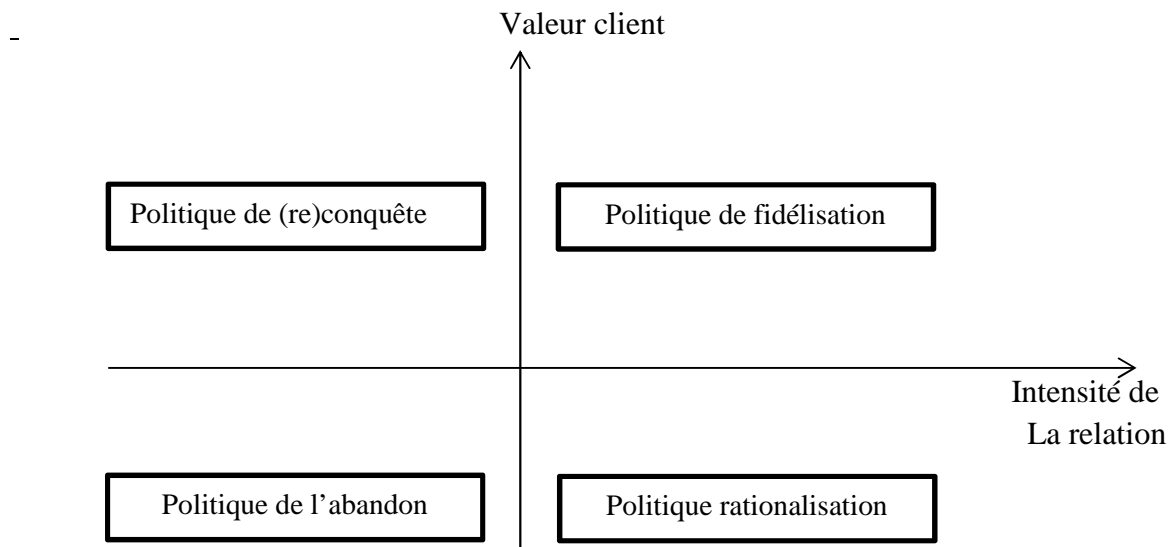 Valeur client
Politique de (re)conquête
Politique de fidélisation
Intensité de
La relation
Politique de l’abandon
Politique rationalisation